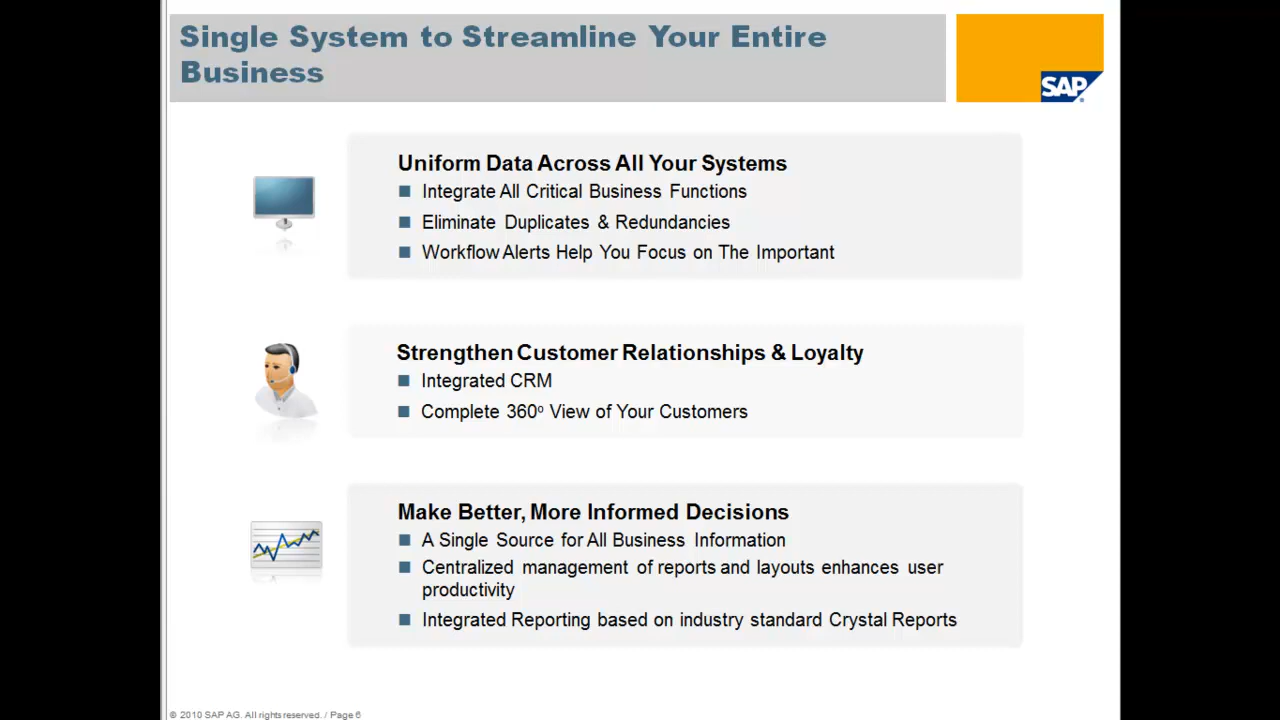 Single System to Streamline Your Entire
Business
SAP
Uniform Data Across All Your Systems
Integrate All Critical Business Functions
Eliminate Duplicates & Redundancies
Workflow Alerts Help You Focus on The Important
Strengthen Customer Relationships & Loyalty
Integrated CRM
Complete 360º View of Your Customers
Make Better, More Informed Decisions
A Single Source for All Business Information
Centralized management of reports and layouts enhances user
productivity
Integrated Reporting based on industry standard Crystal Reports
© 2010 SAP AG. All rights reserved. / Page 6